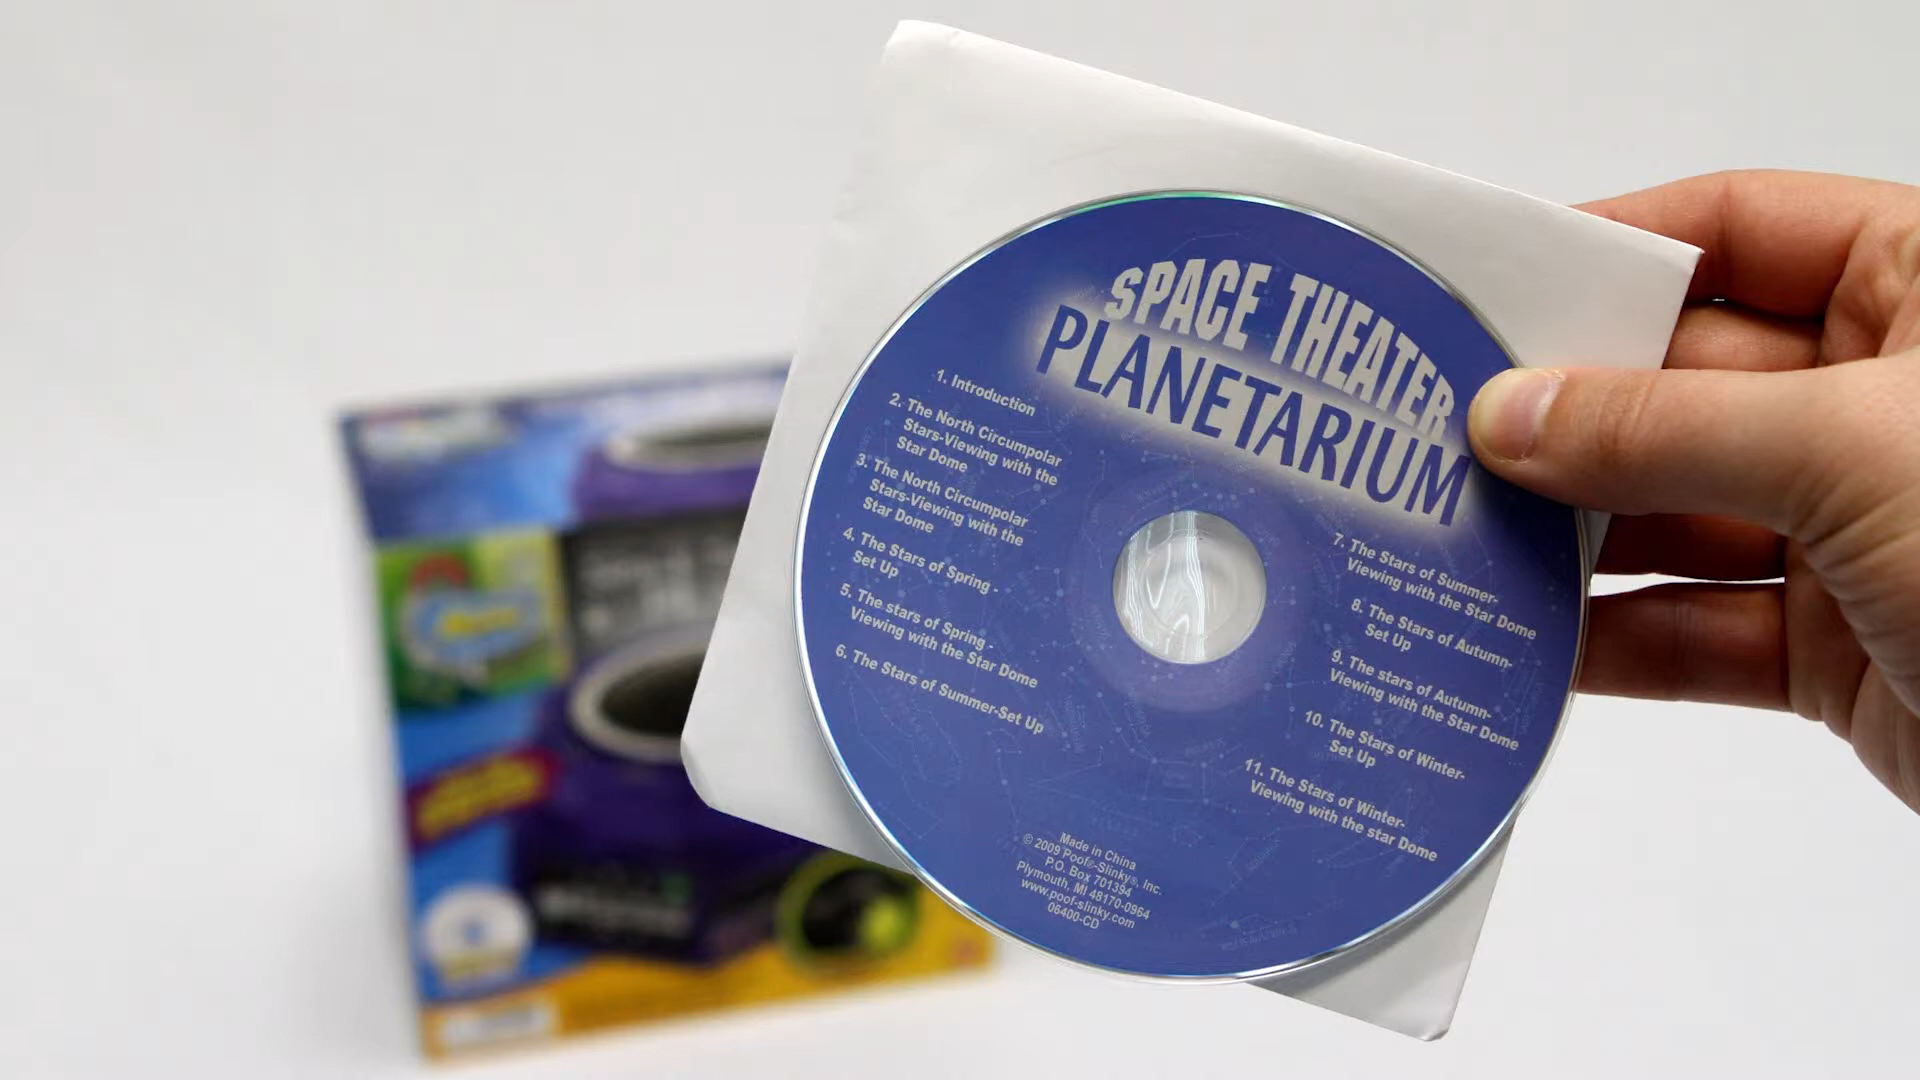 SPACE THEATER
PLANETARIUM
1. Introduction
2. The North Circumpolar
Stars-Viewing with the
Star Dome
3. The North Circumpolar
Stars-Viewing with the
Star Dome
4. The Stars of Spring -
Set Up
5. The stars of Spring -
Viewing with the Star Dome
6. The Stars of Summer-Set Up
7. The Stars of Summer-
Viewing with the Star Dome
8. The Stars of Autumn-
Set Up
9. The stars of Autumn-
Viewing with the Star Dome
10. The Stars of Winter-
Set Up
11. The Stars of Winter-
Viewing with the star Dome
Made in China
© 2009 Poof®-Slinky®, Inc.
P.O. Box 701394
Plymouth, MI 48170-0964
www.poof-slinky.com
06400-CD